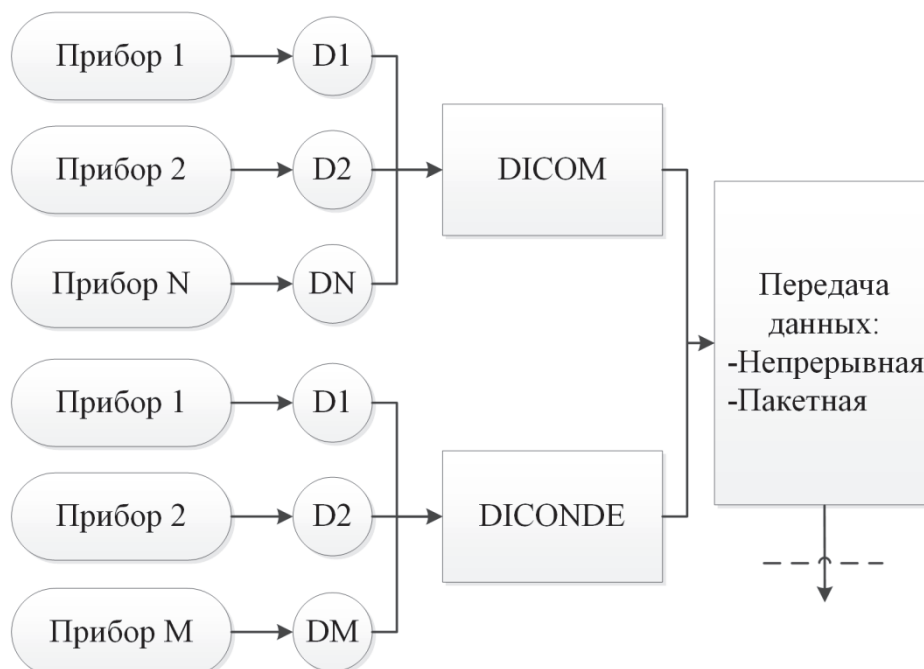 Прибор 1
D1
Прибор 2
D2
Прибор N
DN
DICOM
Прибор 1
D1
Прибор 2
D2
Прибор M
DM
DICONDE
Передача
данных:
-Непрерывная
-Пакетная